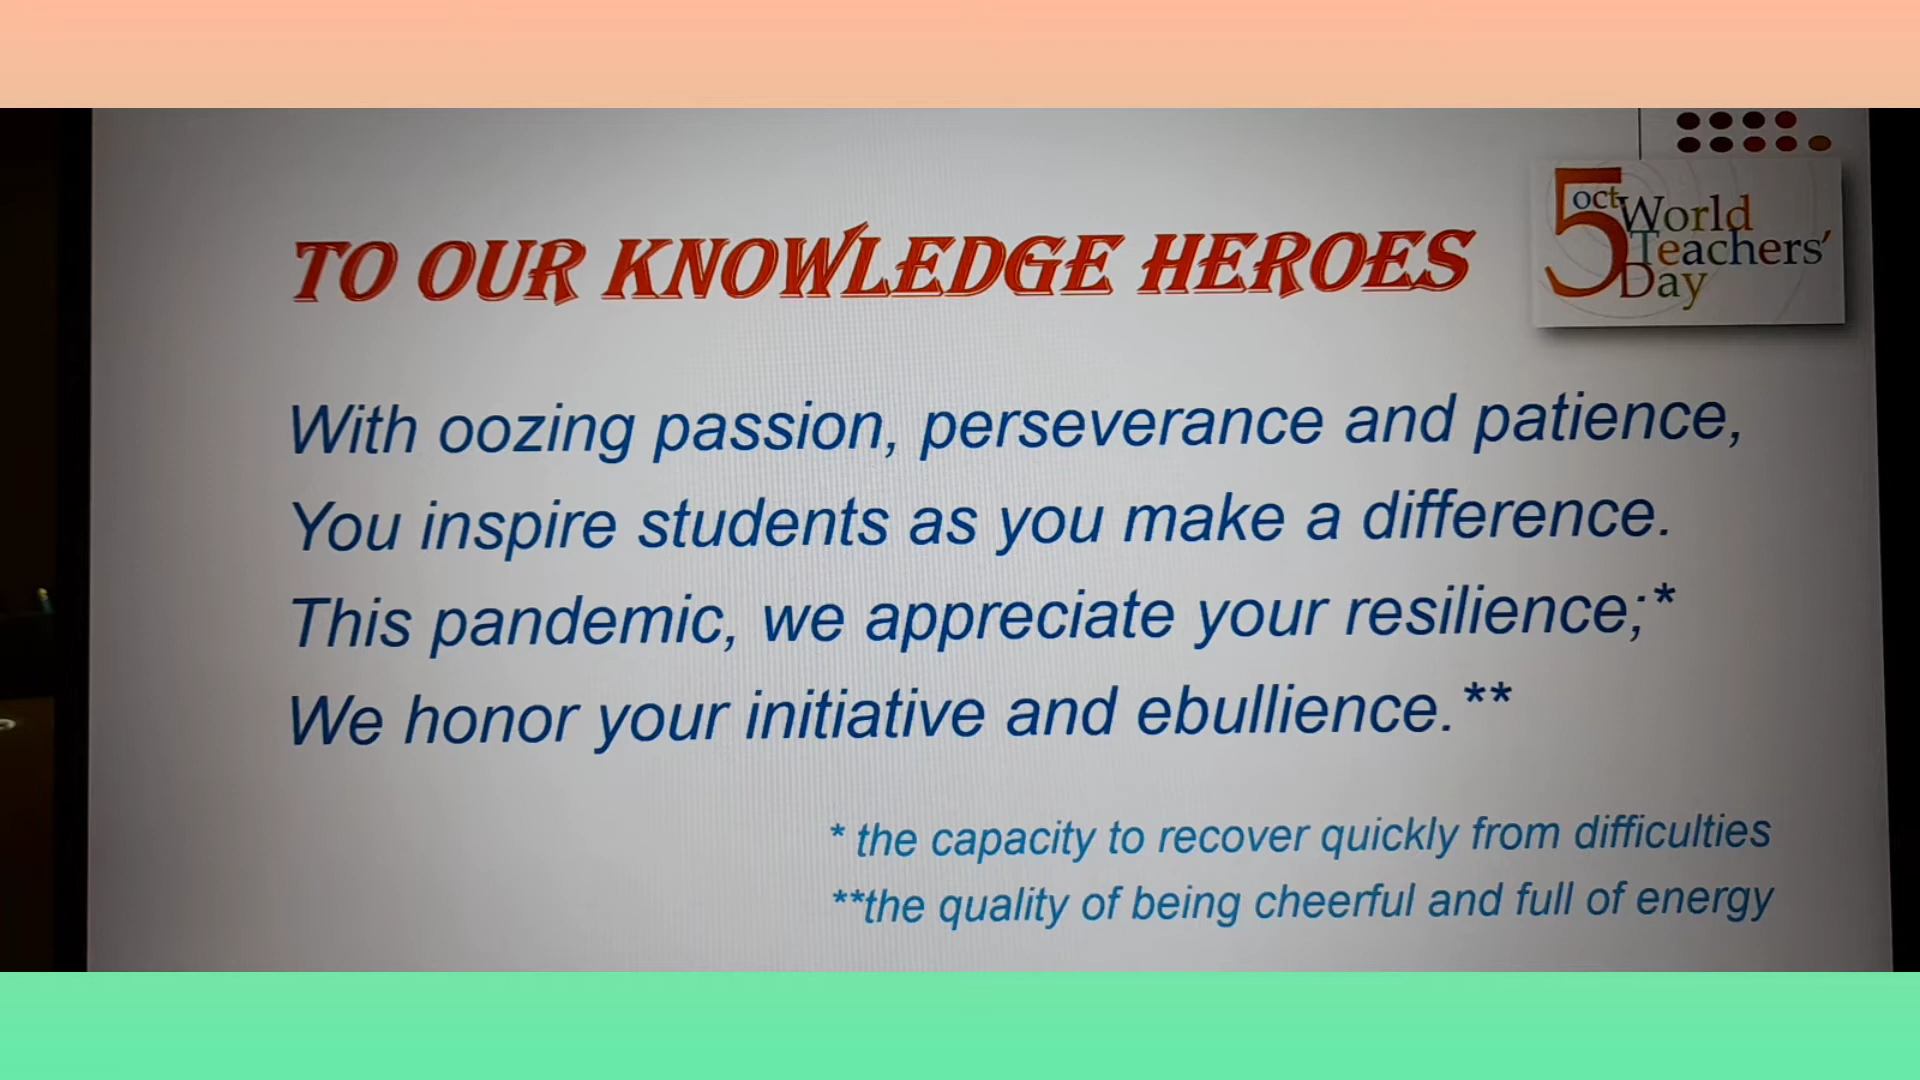 TO OUR KNOWLEDGE HEROES
5 oct World
Teachers'
Day
With oozing passion, perseverance and patience,
You inspire students as you make a difference.
This pandemic, we appreciate your resilience;*
We honor your initiative and ebullience.**
* the capacity to recover quickly from difficulties
**the quality of being cheerful and full of energy